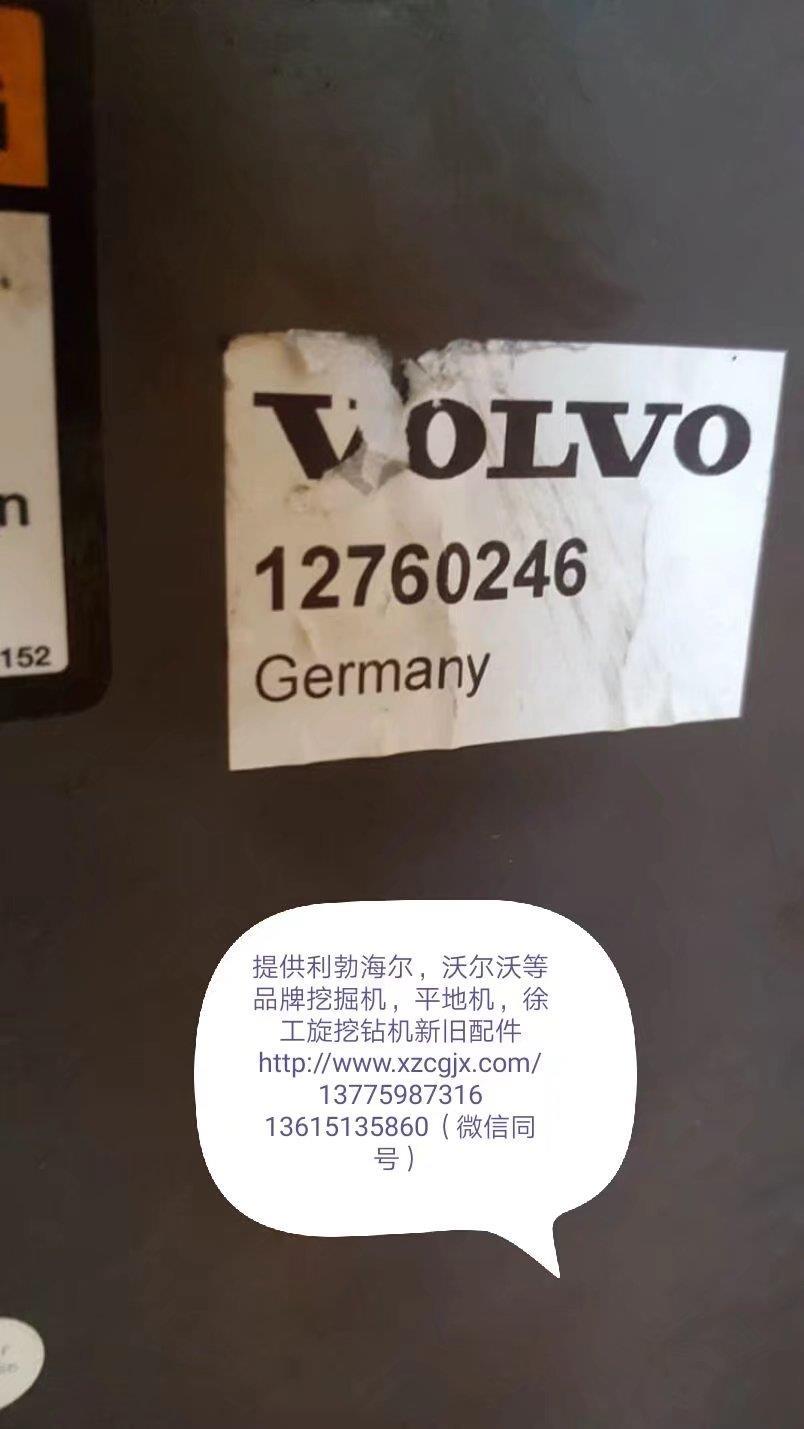 VOLVO
12760246
Germany
n
152
提供利勃海尔，沃尔沃等
品牌挖掘机，平地机，徐
工旋挖钻机新旧配件
http://www.xzcgjx.com/
13775987316
13615135860（微信同
号）